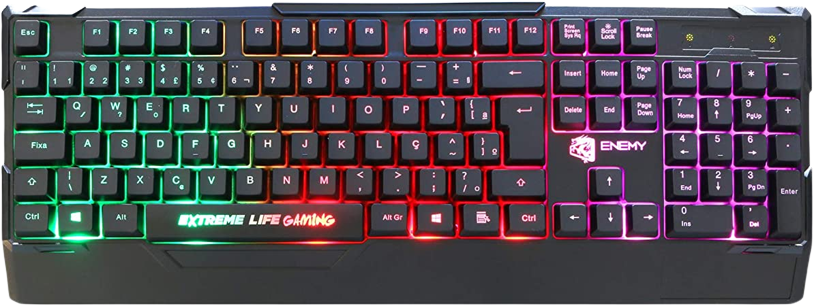 Esc F1 F2 F3 F4 F5 F6 F7 F8 F9 F10 F11 F12 Print Screen Sys Rq Scroll Lock Pause Break
! 1 @ 2 # 3 $ 4 % 5 6 & 7 * 8 ( 9 ) 0 - + = ← Insert Home Page Up Num Lock / * -
Q W E R T Y U I O P { [ Delete End Page Down 7 Home 8 ↑ 9 PgUp +
Fixa A S D F G H J K L Ç ^ ~ } ] ENEMY 4 ← 5 6 →
⇧ | \ Z X C V B N M < , > . : ; ? / ⇧ ↑ 1 End 2 ↓ 3 Pg Dn Enter
Ctrl Alt EXTREME LIFE GAMING Alt Gr Ctrl ← ↓ → 0 Ins , Del